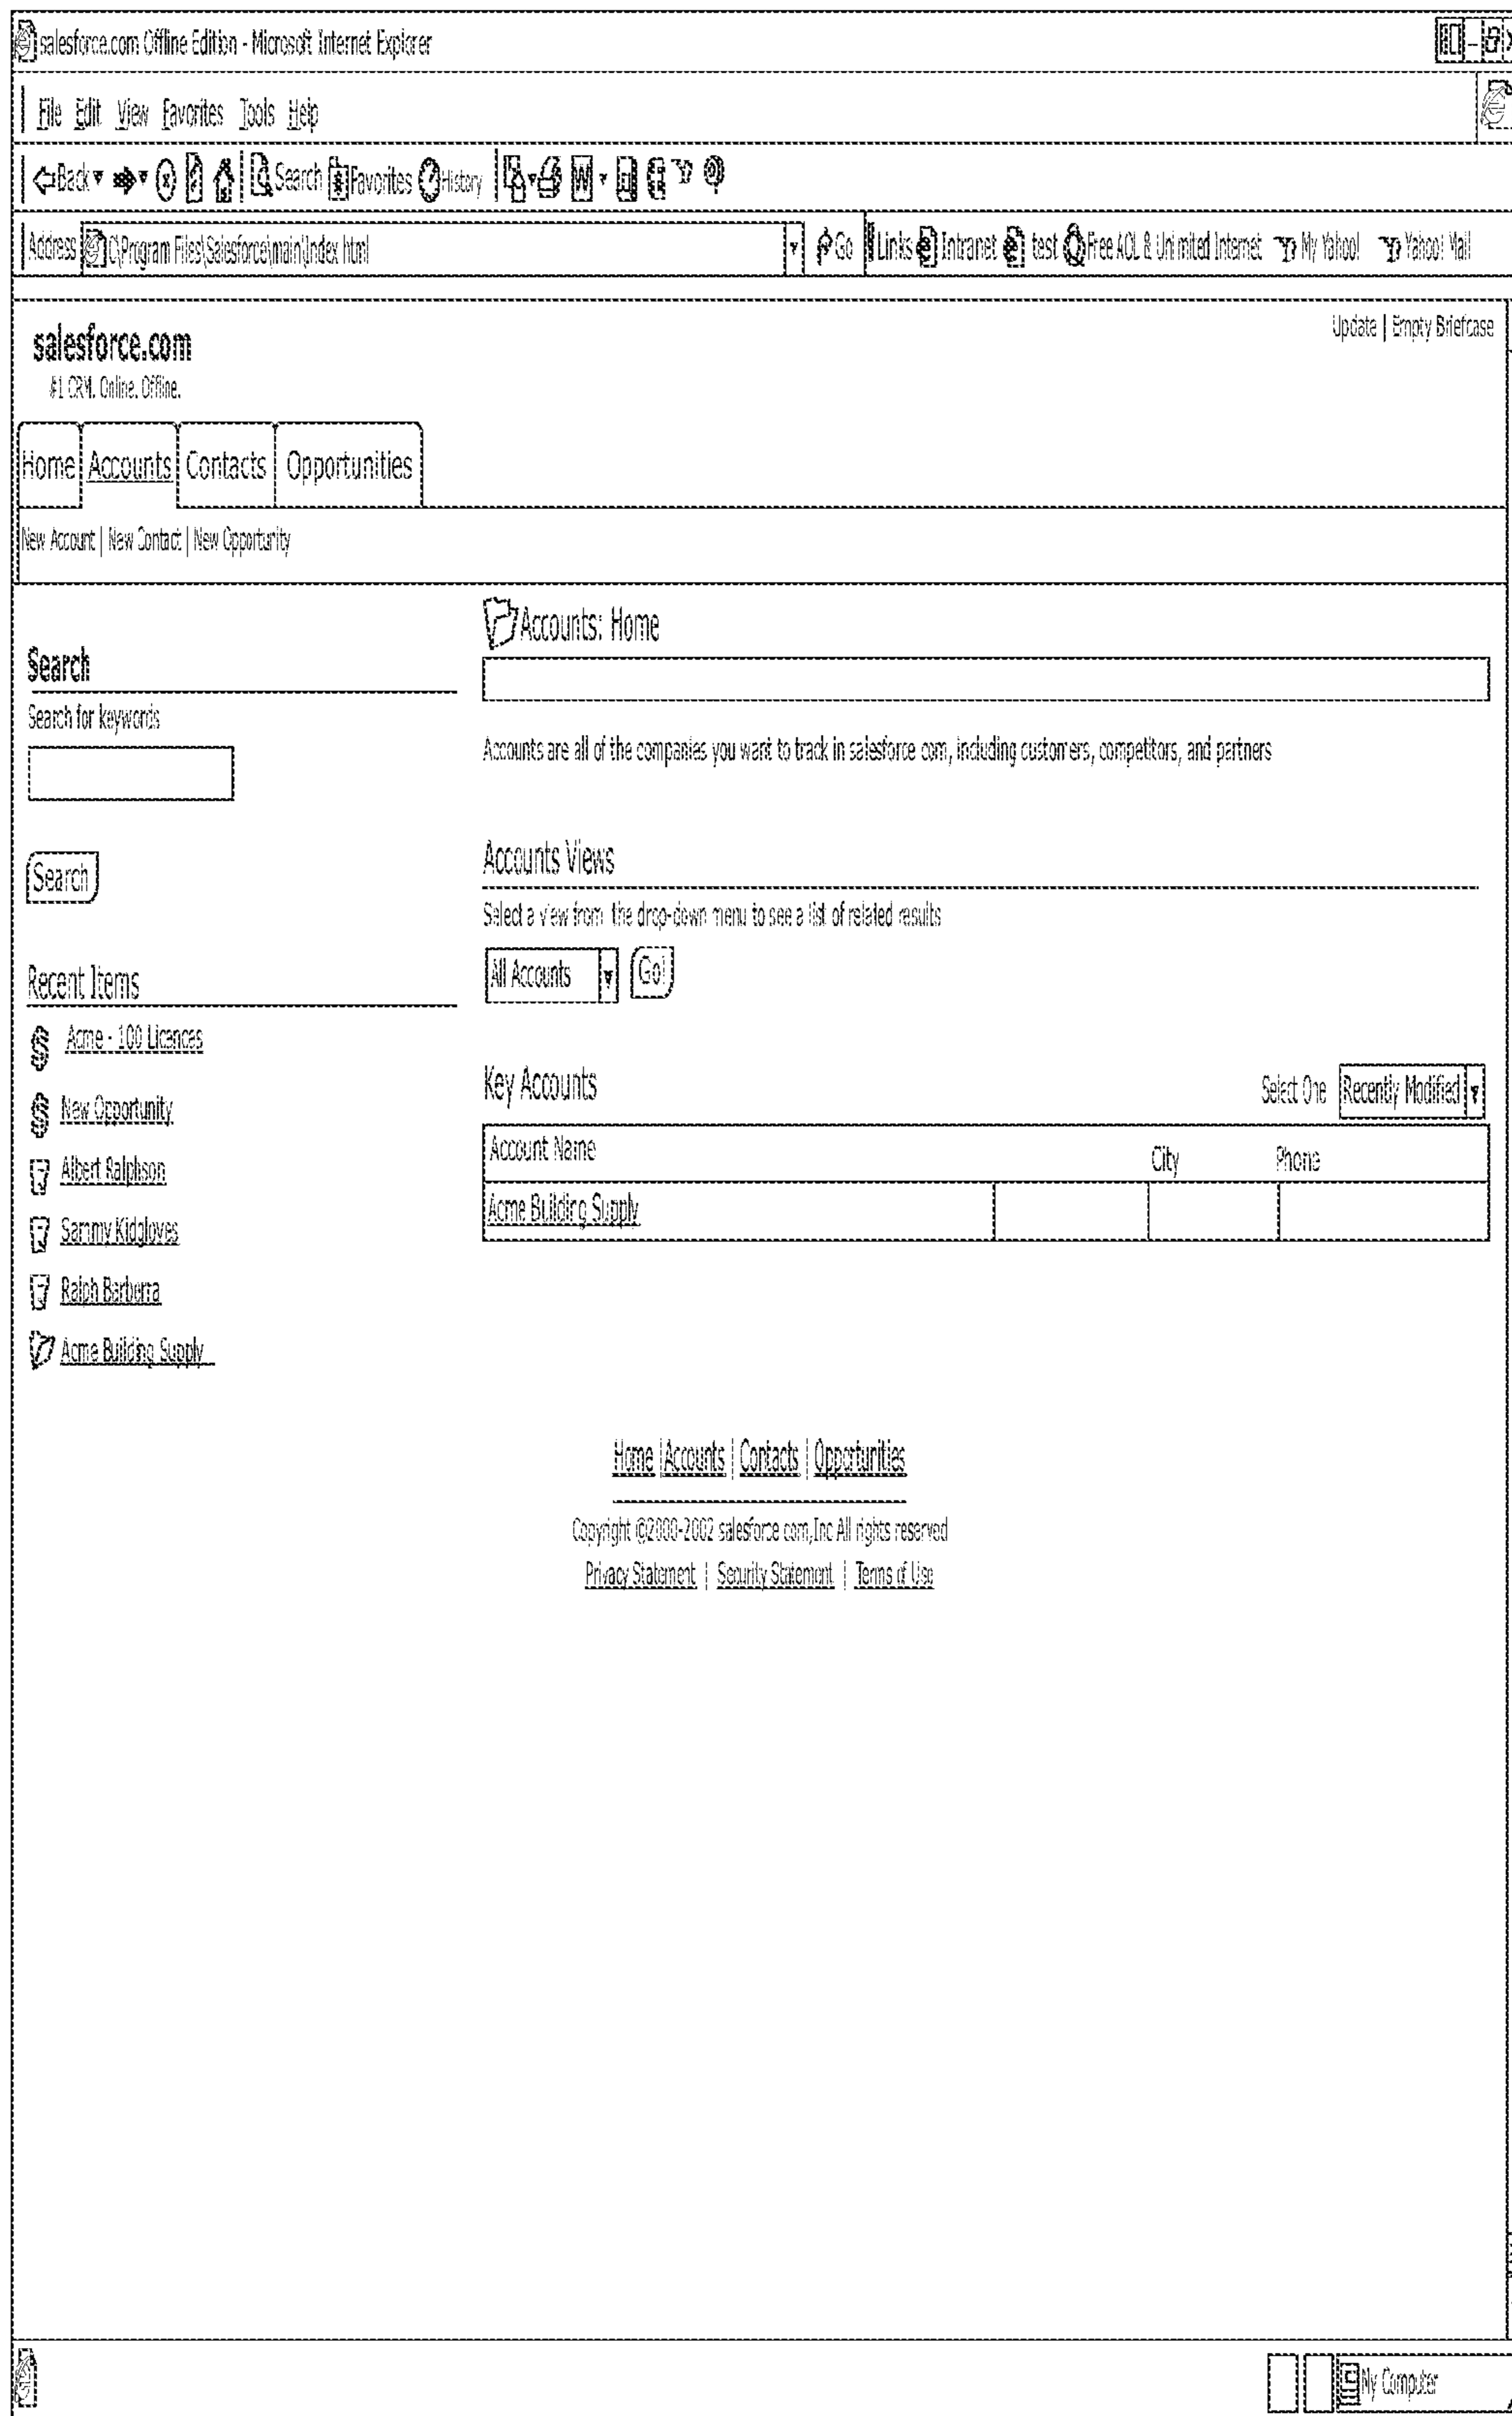 salesforce.com Offline Edition - Microsoft Internet Explorer
File Edit View Favorites Tools Help
Back Search Favorites History W
Address C\Program Files\Salesforce\main\Index html Go Links Intranet test Free AOL & Unlimited Internet My Yahoo! Yahoo! Mail
salesforce.com Update | Empty Briefcase
#1 CRM. Online. Offline.
Home Accounts Contacts Opportunities
New Account | New Contact | New Opportunity
Accounts: Home
Search
Search for keywords
Accounts are all of the companies you want to track in salesforce com, including customers, competitors, and partners
Accounts Views
Search
Select a view from the drop-down menu to see a list of related results
All Accounts Go!
Recent Items
Acme - 100 Licences
New Opportunity
Albert Ralphson
Sammy Kidgloves
Ralph Barberra
Acme Building Supply
Key Accounts Select One Recently Modified
Account Name City Phone
Acme Building Supply
Home | Accounts | Contacts | Opportunities
Copyright @2000-2002 salesforce com,Inc All rights reserved
Privacy Statement | Security Statement | Terms of Use
My Computer